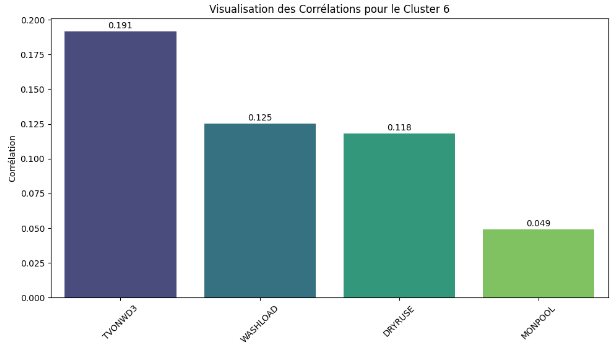 Visualisation des Corrélations pour le Cluster 6
Corrélation
0.200
0.175
0.150
0.125
0.100
0.075
0.050
0.025
0.000
0.191
0.125
0.118
0.049
TVONWD3
WASHLOAD
DRYRUSE
MONPOOL